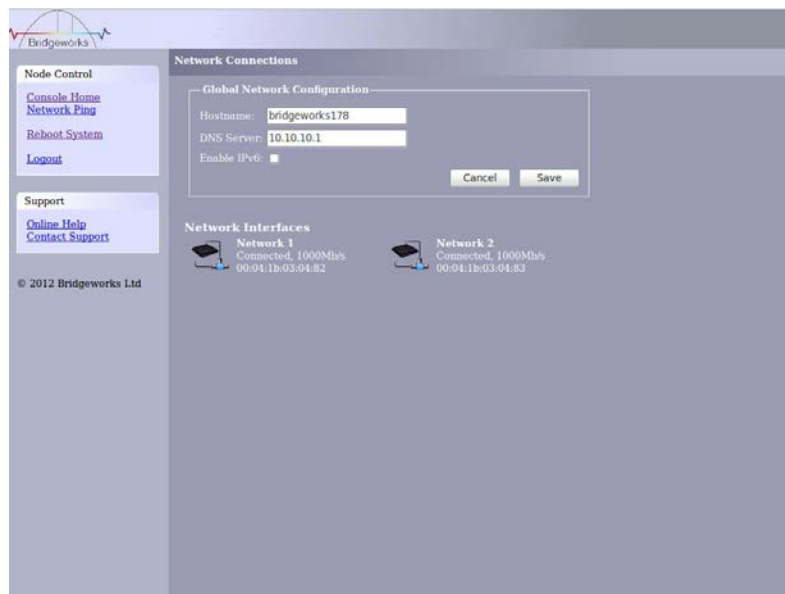 Bridgeworks
Node Control
Console Home
Network Ping
Reboot System
Logout
Support
Online Help
Contact Support
© 2012 Bridgeworks Ltd
Network Connections
Global Network Configuration
Hostname: bridgeworks178
DNS Server: 10.10.10.1
Enable IPv6:
Cancel Save
Network Interfaces
Network 1
Connected, 1000Mb/s
00:04:1b:03:04:82
Network 2
Connected, 1000Mb/s
00:04:1b:03:04:83